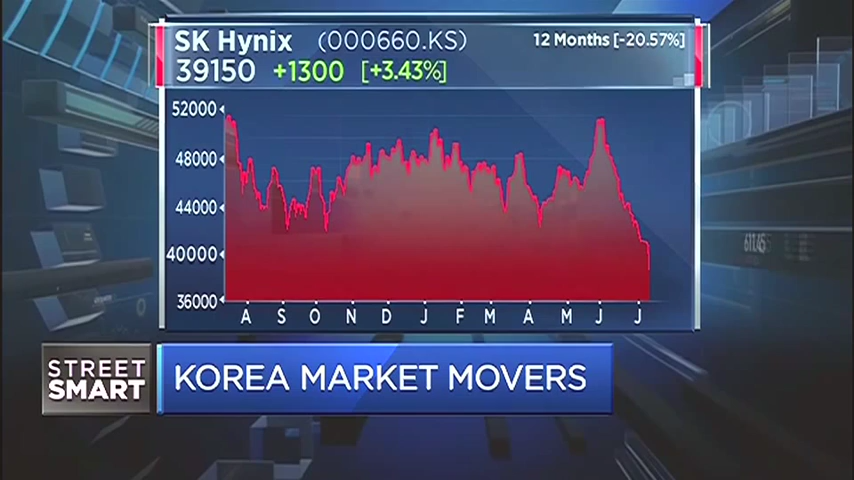 SK Hynix (000660.KS) 12 Months [-20.57%]
39150 +1300 [+3.43%]
52000
48000
44000
40000
36000
A S O N D J F M A M J J
STREET
SMART
KOREA MARKET MOVERS